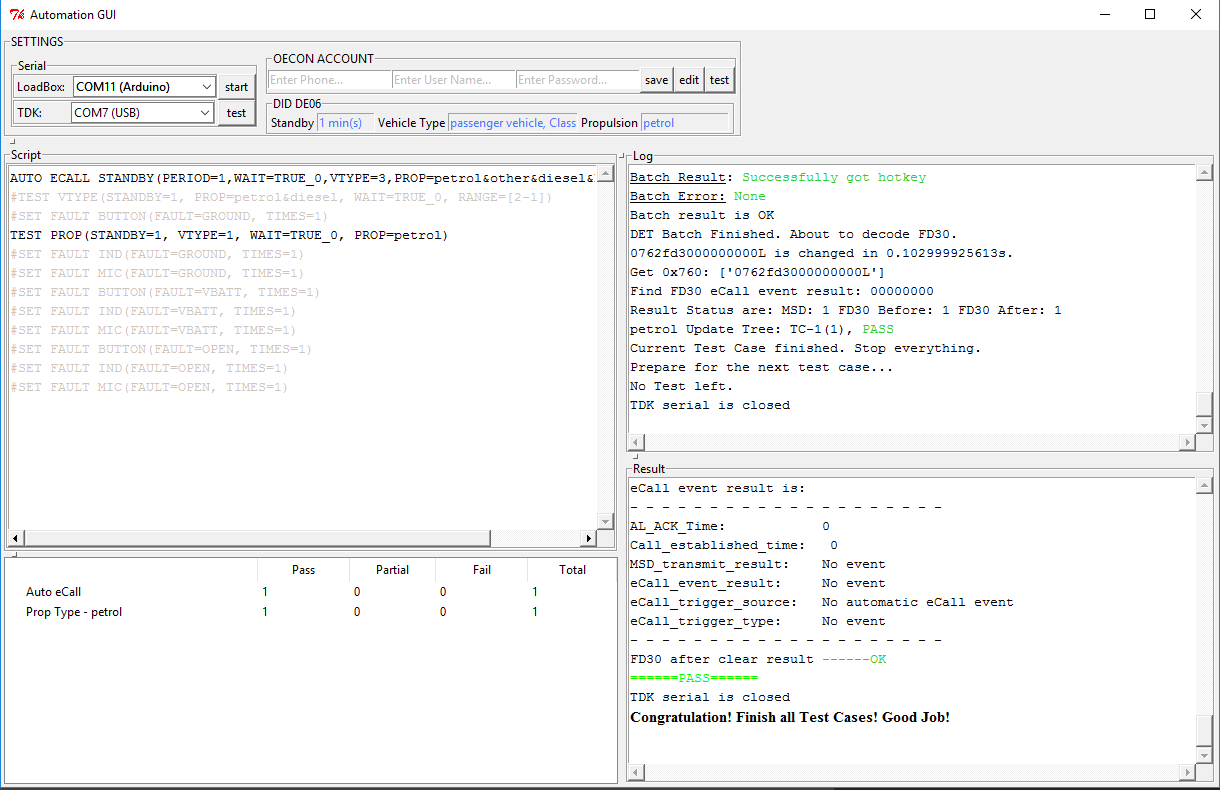 Automation GUI
SETTINGS
Serial
LoadBox: COM11 (Arduino) start
TDK: COM7 (USB) test
OECON ACCOUNT
Enter Phone... Enter User Name... Enter Password... save edit test
DID DE06
Standby 1 min(s) Vehicle Type passenger vehicle, Class Propulsion petrol
Script
AUTO ECALL STANDBY(PERIOD=1,WAIT=TRUE_0,VTYPE=3,PROP=petrol&other&diesel&
#TEST VTYPE(STANDBY=1, PROP=petrol&diesel, WAIT=TRUE_0, RANGE=[2-1])
#SET FAULT BUTTON(FAULT=GROUND, TIMES=1)
TEST PROP(STANDBY=1, VTYPE=1, WAIT=TRUE_0, PROP=petrol)
#SET FAULT IND(FAULT=GROUND, TIMES=1)
#SET FAULT MIC(FAULT=GROUND, TIMES=1)
#SET FAULT BUTTON(FAULT=VBATT, TIMES=1)
#SET FAULT IND(FAULT=VBATT, TIMES=1)
#SET FAULT MIC(FAULT=VBATT, TIMES=1)
#SET FAULT BUTTON(FAULT=OPEN, TIMES=1)
#SET FAULT IND(FAULT=OPEN, TIMES=1)
#SET FAULT MIC(FAULT=OPEN, TIMES=1)
Pass Partial Fail Total
Auto eCall 1 0 0 1
Prop Type - petrol 1 0 0 1
Log
Batch Result: Successfully got hotkey
Batch Error: None
Batch result is OK
DET Batch Finished. About to decode FD30.
0762fd3000000000L is changed in 0.102999925613s.
Get 0x760: ['0762fd3000000000L']
Find FD30 eCall event result: 00000000
Result Status are: MSD: 1 FD30 Before: 1 FD30 After: 1
petrol Update Tree: TC-1(1), PASS
Current Test Case finished. Stop everything.
Prepare for the next test case...
No Test left.
TDK serial is closed
Result
eCall event result is:
- - - - - - - - - - - - - - - - - - - -
AL_ACK_Time: 0
Call_established_time: 0
MSD_transmit_result: No event
eCall_event_result: No event
eCall_trigger_source: No automatic eCall event
eCall_trigger_type: No event
- - - - - - - - - - - - - - - - - - - -
FD30 after clear result ------OK
======PASS======
TDK serial is closed
Congratulation! Finish all Test Cases! Good Job!